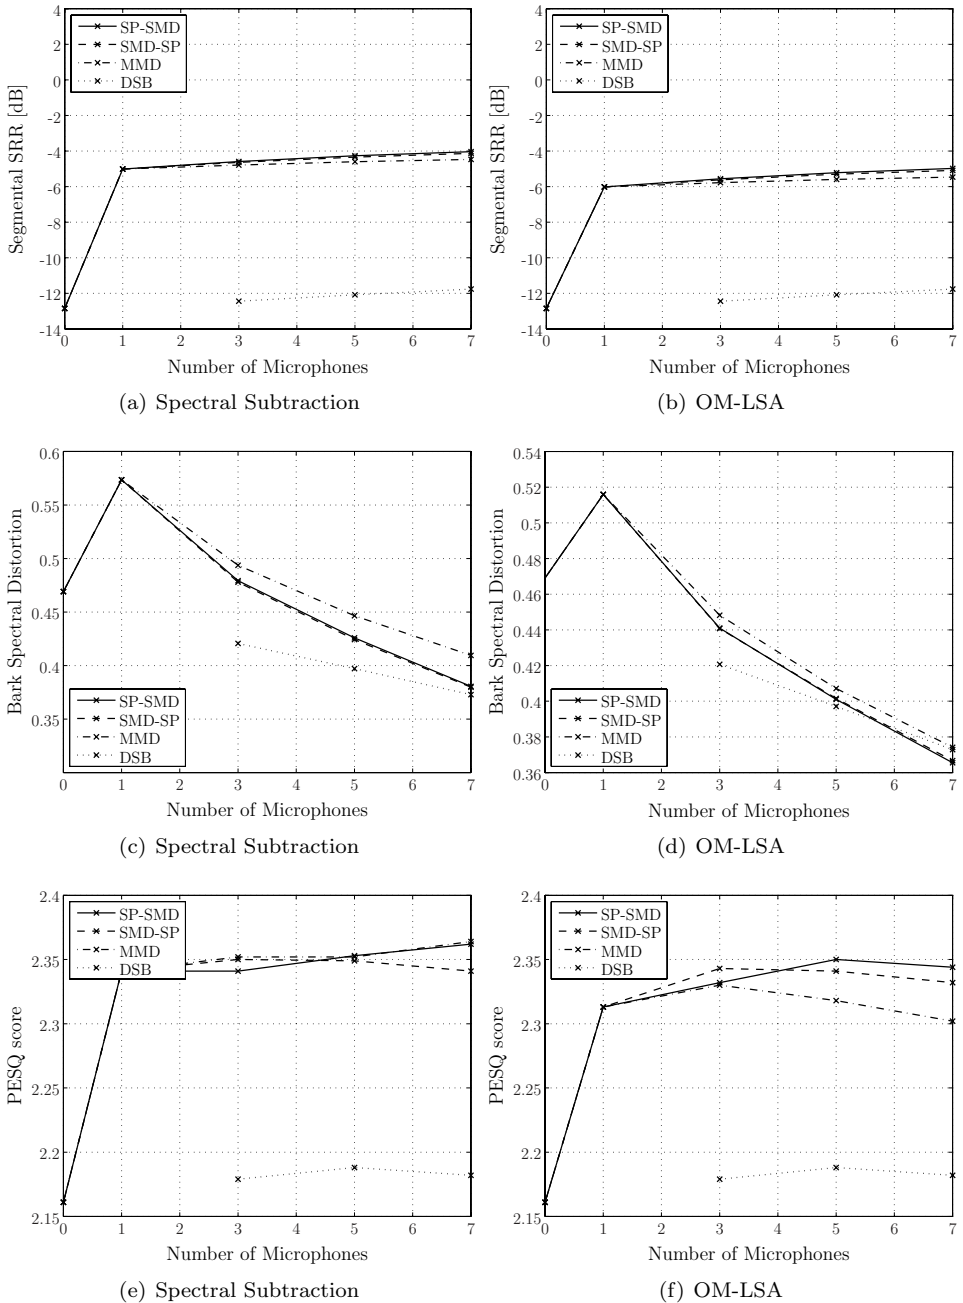 4
2
0
-2
-4
-6
-8
-10
-12
-14
Segmental SRR [dB]
SP-SMD
SMD-SP
MMD
DSB
0 1 2 3 4 5 6 7
Number of Microphones
(a) Spectral Subtraction
4
2
0
-2
-4
-6
-8
-10
-12
-14
Segmental SRR [dB]
SP-SMD
SMD-SP
MMD
DSB
0 1 2 3 4 5 6 7
Number of Microphones
(b) OM-LSA
0.6
0.55
0.5
0.45
0.4
0.35
Bark Spectral Distortion
SP-SMD
SMD-SP
MMD
DSB
0 1 2 3 4 5 6 7
Number of Microphones
(c) Spectral Subtraction
0.54
0.52
0.5
0.48
0.46
0.44
0.42
0.4
0.38
0.36
Bark Spectral Distortion
SP-SMD
SMD-SP
MMD
DSB
0 1 2 3 4 5 6 7
Number of Microphones
(d) OM-LSA
2.4
2.35
2.3
2.25
2.2
2.15
PESQ score
SP-SMD
SMD-SP
MMD
DSB
0 1 2 3 4 5 6 7
Number of Microphones
(e) Spectral Subtraction
2.4
2.35
2.3
2.25
2.2
2.15
PESQ score
SP-SMD
SMD-SP
MMD
DSB
0 1 2 3 4 5 6 7
Number of Microphones
(f) OM-LSA